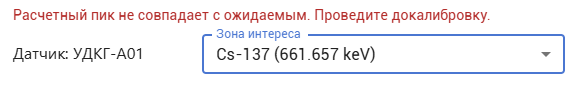 Расчетный пик не совпадает с ожидаемым. Проведите докалибровку.
Зона интереса
Датчик: УДКГ-А01 Cs-137 (661.657 keV)